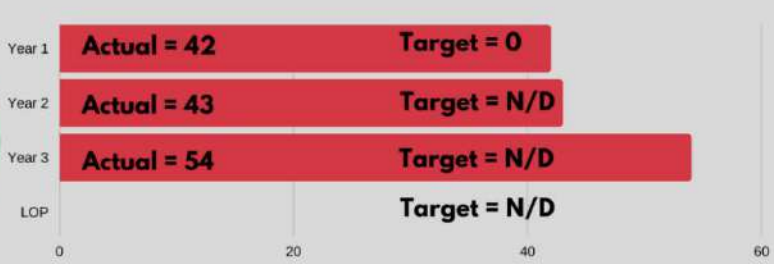 Year 1 Actual = 42 Target = 0
Year 2 Actual = 43 Target = N/D
Year 3 Actual = 54 Target = N/D
LOP Target = N/D
0 20 40 60